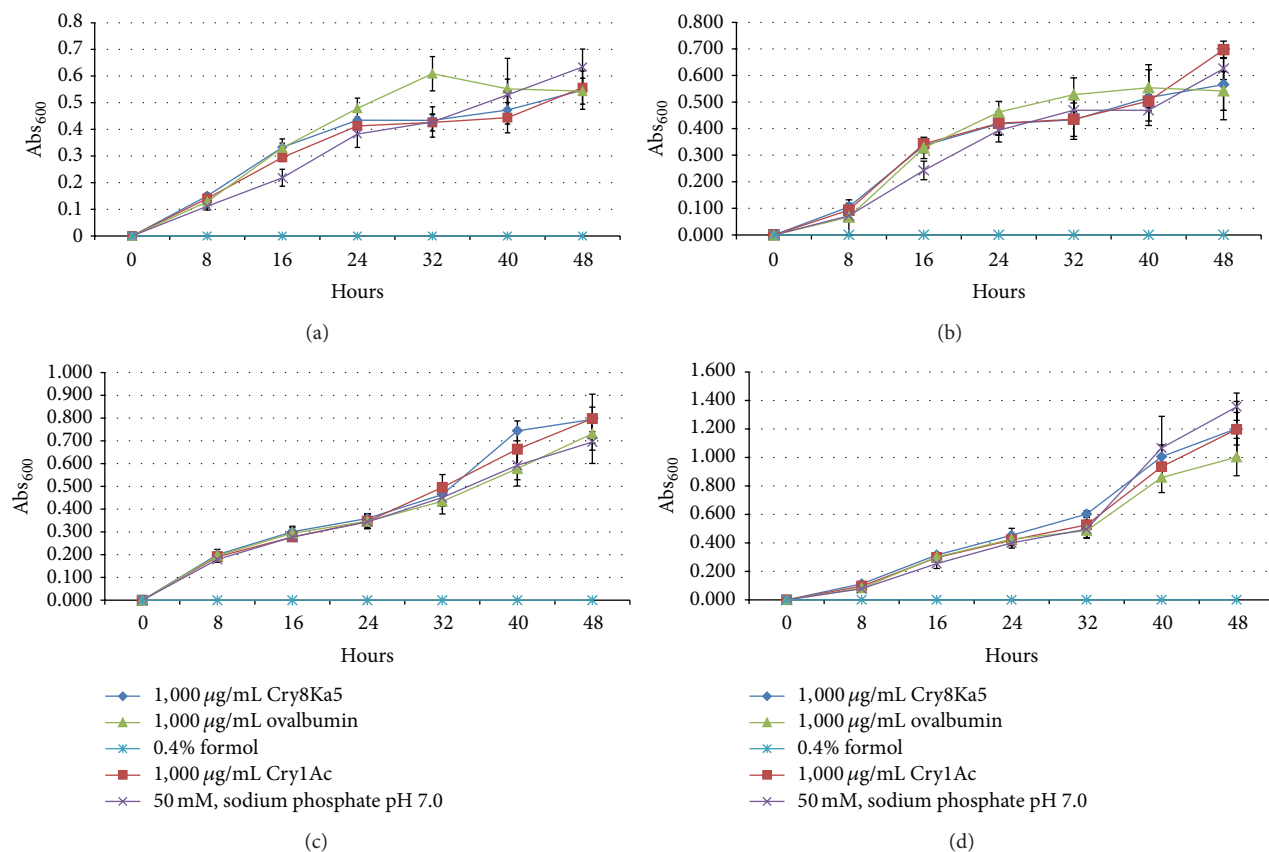 0.8
0.7
0.6
0.5
0.4
0.3
0.2
0.1
0
Abs600
0 8 16 24 32 40 48
Hours
(a)
0.800
0.700
0.600
0.500
0.400
0.300
0.200
0.100
0.000
Abs600
0 8 16 24 32 40 48
Hours
(b)
1.000
0.900
0.800
0.700
0.600
0.500
0.400
0.300
0.200
0.100
0.000
Abs600
0 8 16 24 32 40 48
Hours
1,000 μg/mL Cry8Ka5
1,000 μg/mL ovalbumin
0.4% formol
1,000 μg/mL Cry1Ac
50 mM, sodium phosphate pH 7.0
(c)
1.600
1.400
1.200
1.000
0.800
0.600
0.400
0.200
0.000
Abs600
0 8 16 24 32 40 48
Hours
1,000 μg/mL Cry8Ka5
1,000 μg/mL ovalbumin
0.4% formol
1,000 μg/mL Cry1Ac
50 mM, sodium phosphate pH 7.0
(d)